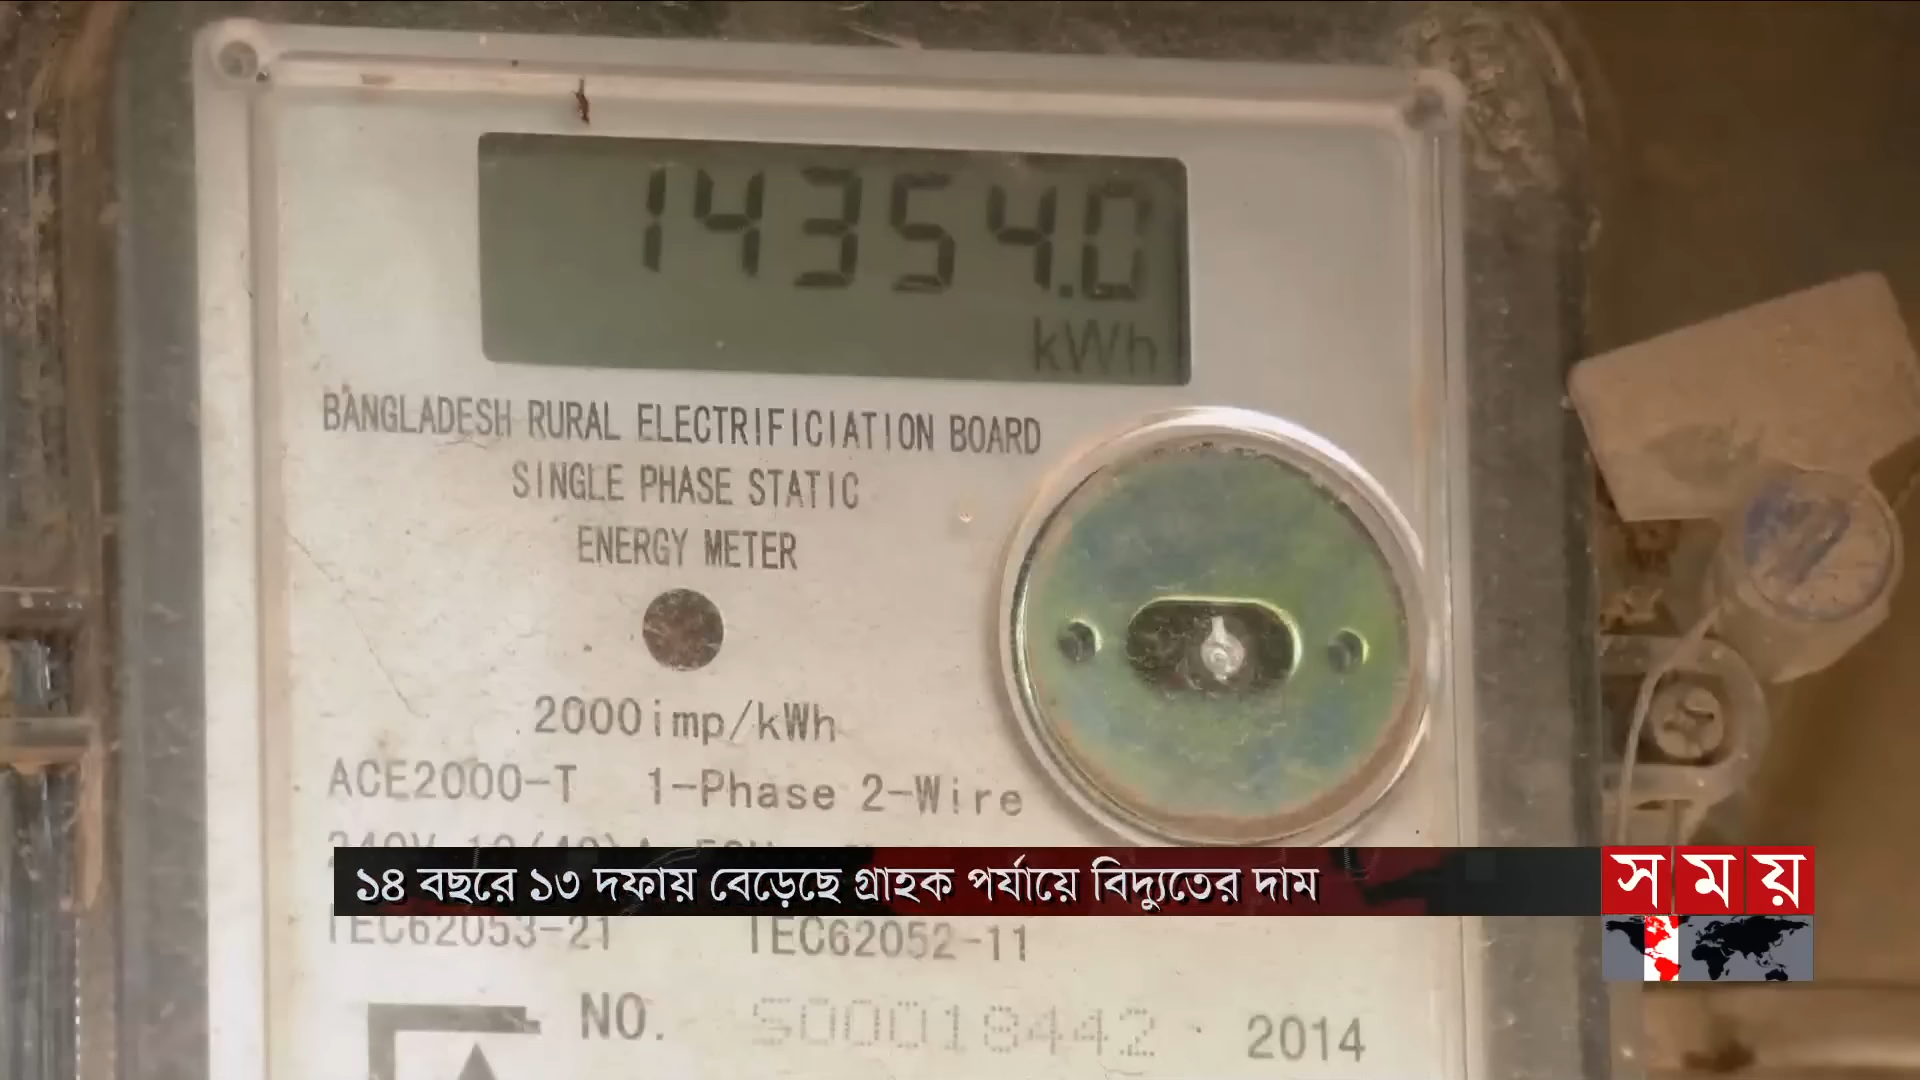 14354.0
kWh
BANGLADESH RURAL ELECTRIFICIATION BOARD
SINGLE PHASE STATIC
ENERGY METER
2000imp/kWh
ACE2000-T 1-Phase 2-Wire
১৪ বছরে ১৩ দফায় বেড়েছে গ্রাহক পর্যায়ে বিদ্যুতের দাম
সময়
IEC62053-21 IEC62052-11
NO. S00018442 2014